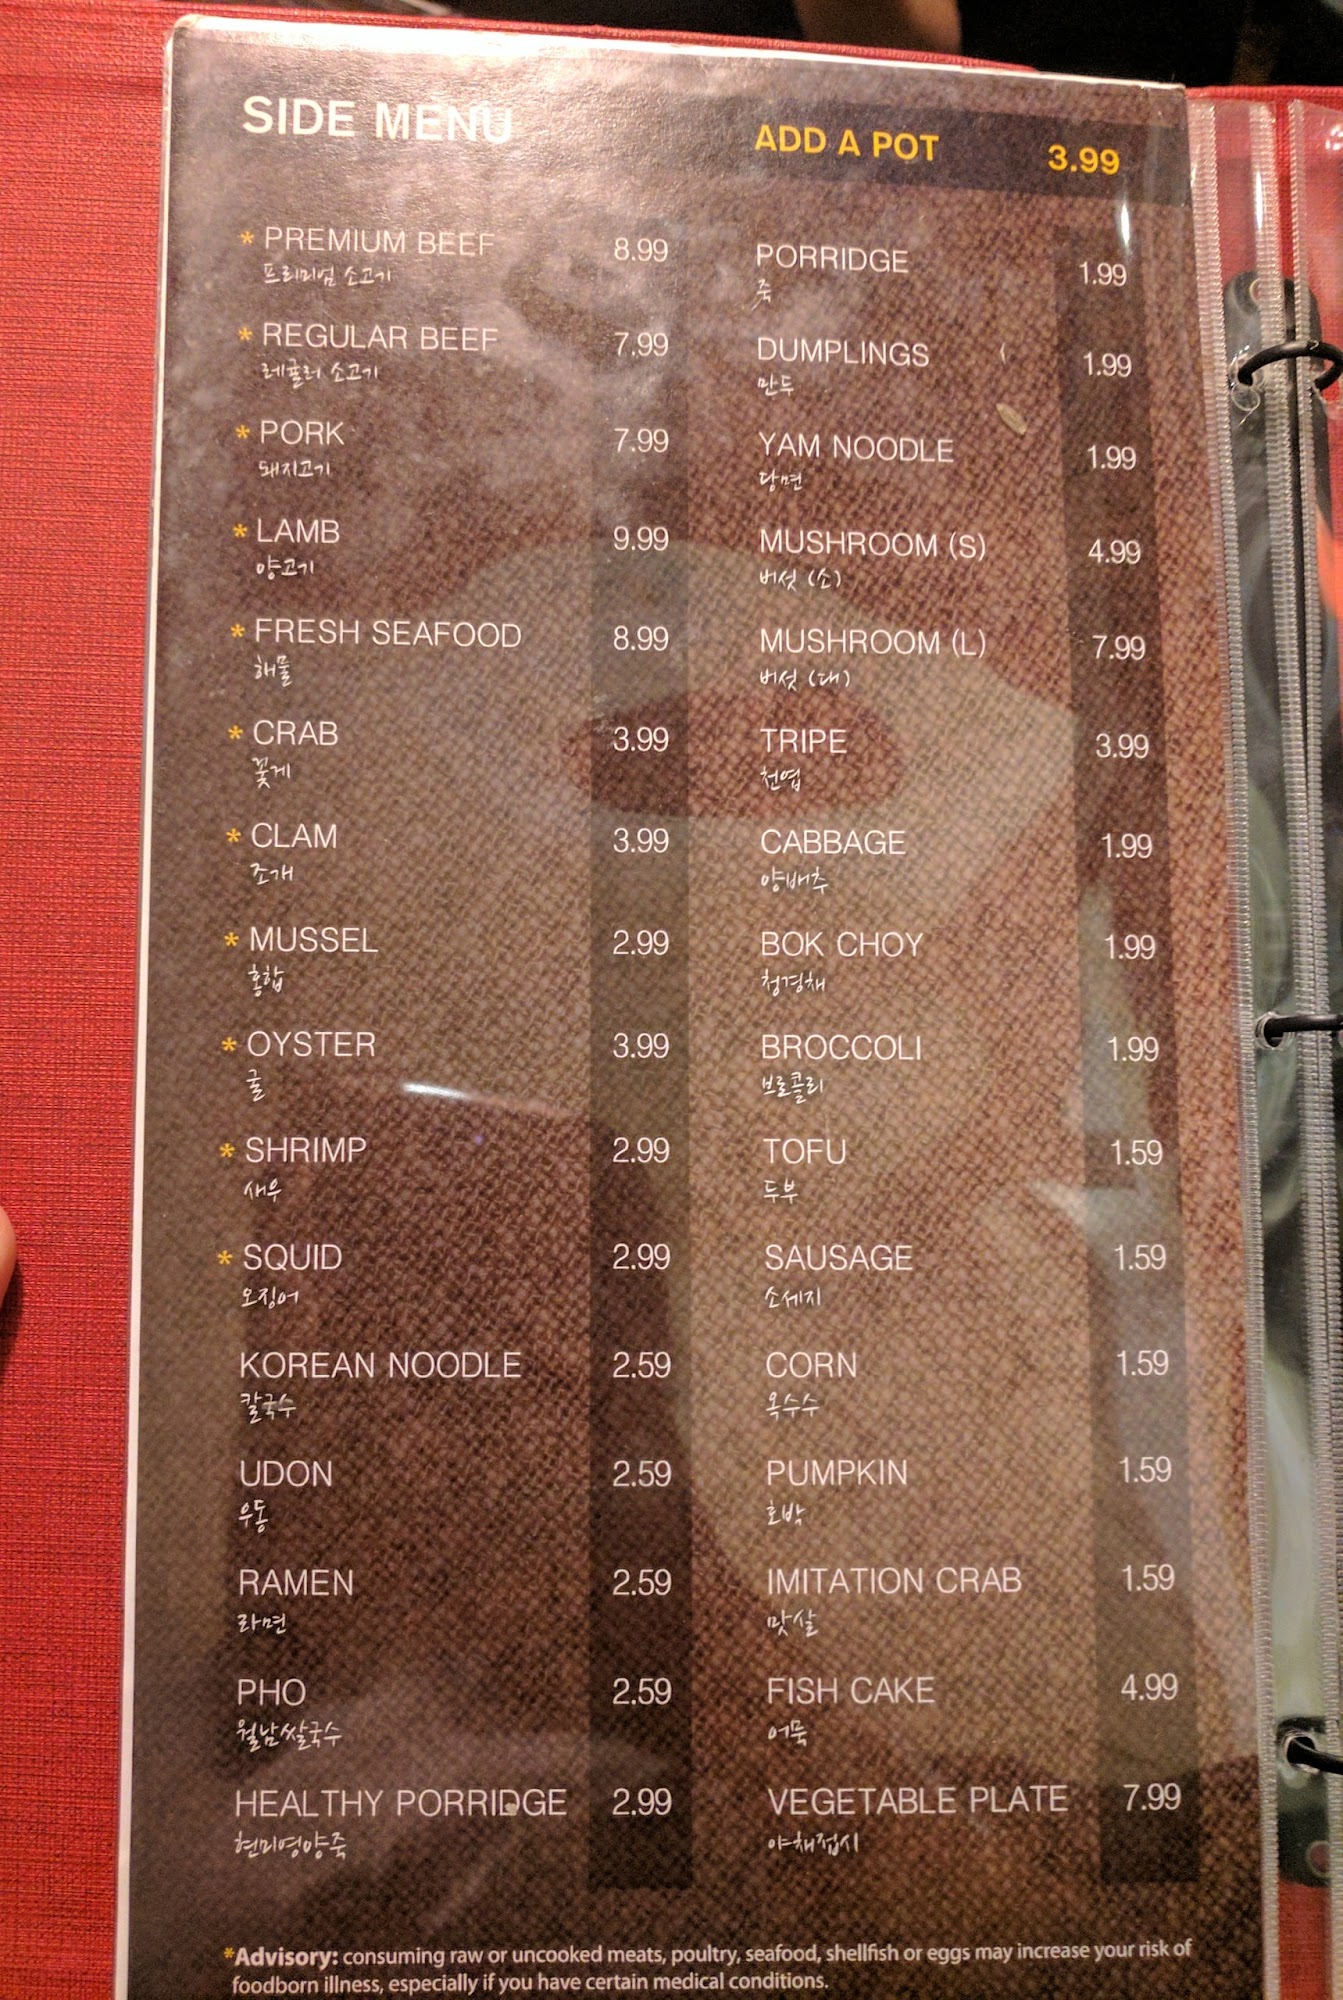 SIDE MENU
ADD A POT 3.99
* PREMIUM BEEF 8.99
프리미엄 소고기
* REGULAR BEEF 7.99
레귤러 소고기
* PORK 7.99
돼지고기
* LAMB 9.99
양고기
* FRESH SEAFOOD 8.99
해물
* CRAB 3.99
꽃게
* CLAM 3.99
조개
* MUSSEL 2.99
홍합
* OYSTER 3.99
굴
* SHRIMP 2.99
새우
* SQUID 2.99
오징어
KOREAN NOODLE 2.59
칼국수
UDON 2.59
우동
RAMEN 2.59
라면
PHO 2.59
월남쌀국수
HEALTHY PORRIDGE 2.99
현미영양죽
PORRIDGE 1.99
죽
DUMPLINGS 1.99
만두
YAM NOODLE 1.99
당면
MUSHROOM (S) 4.99
버섯 (소)
MUSHROOM (L) 7.99
버섯 (대)
TRIPE 3.99
천엽
CABBAGE 1.99
양배추
BOK CHOY 1.99
청경채
BROCCOLI 1.99
브로콜리
TOFU 1.59
두부
SAUSAGE 1.59
소세지
CORN 1.59
옥수수
PUMPKIN 1.59
호박
IMITATION CRAB 1.59
맛살
FISH CAKE 4.99
어묵
VEGETABLE PLATE 7.99
야채접시
*Advisory: consuming raw or uncooked meats, poultry, seafood, shellfish or eggs may increase your risk of
foodborn illness, especially if you have certain medical conditions.